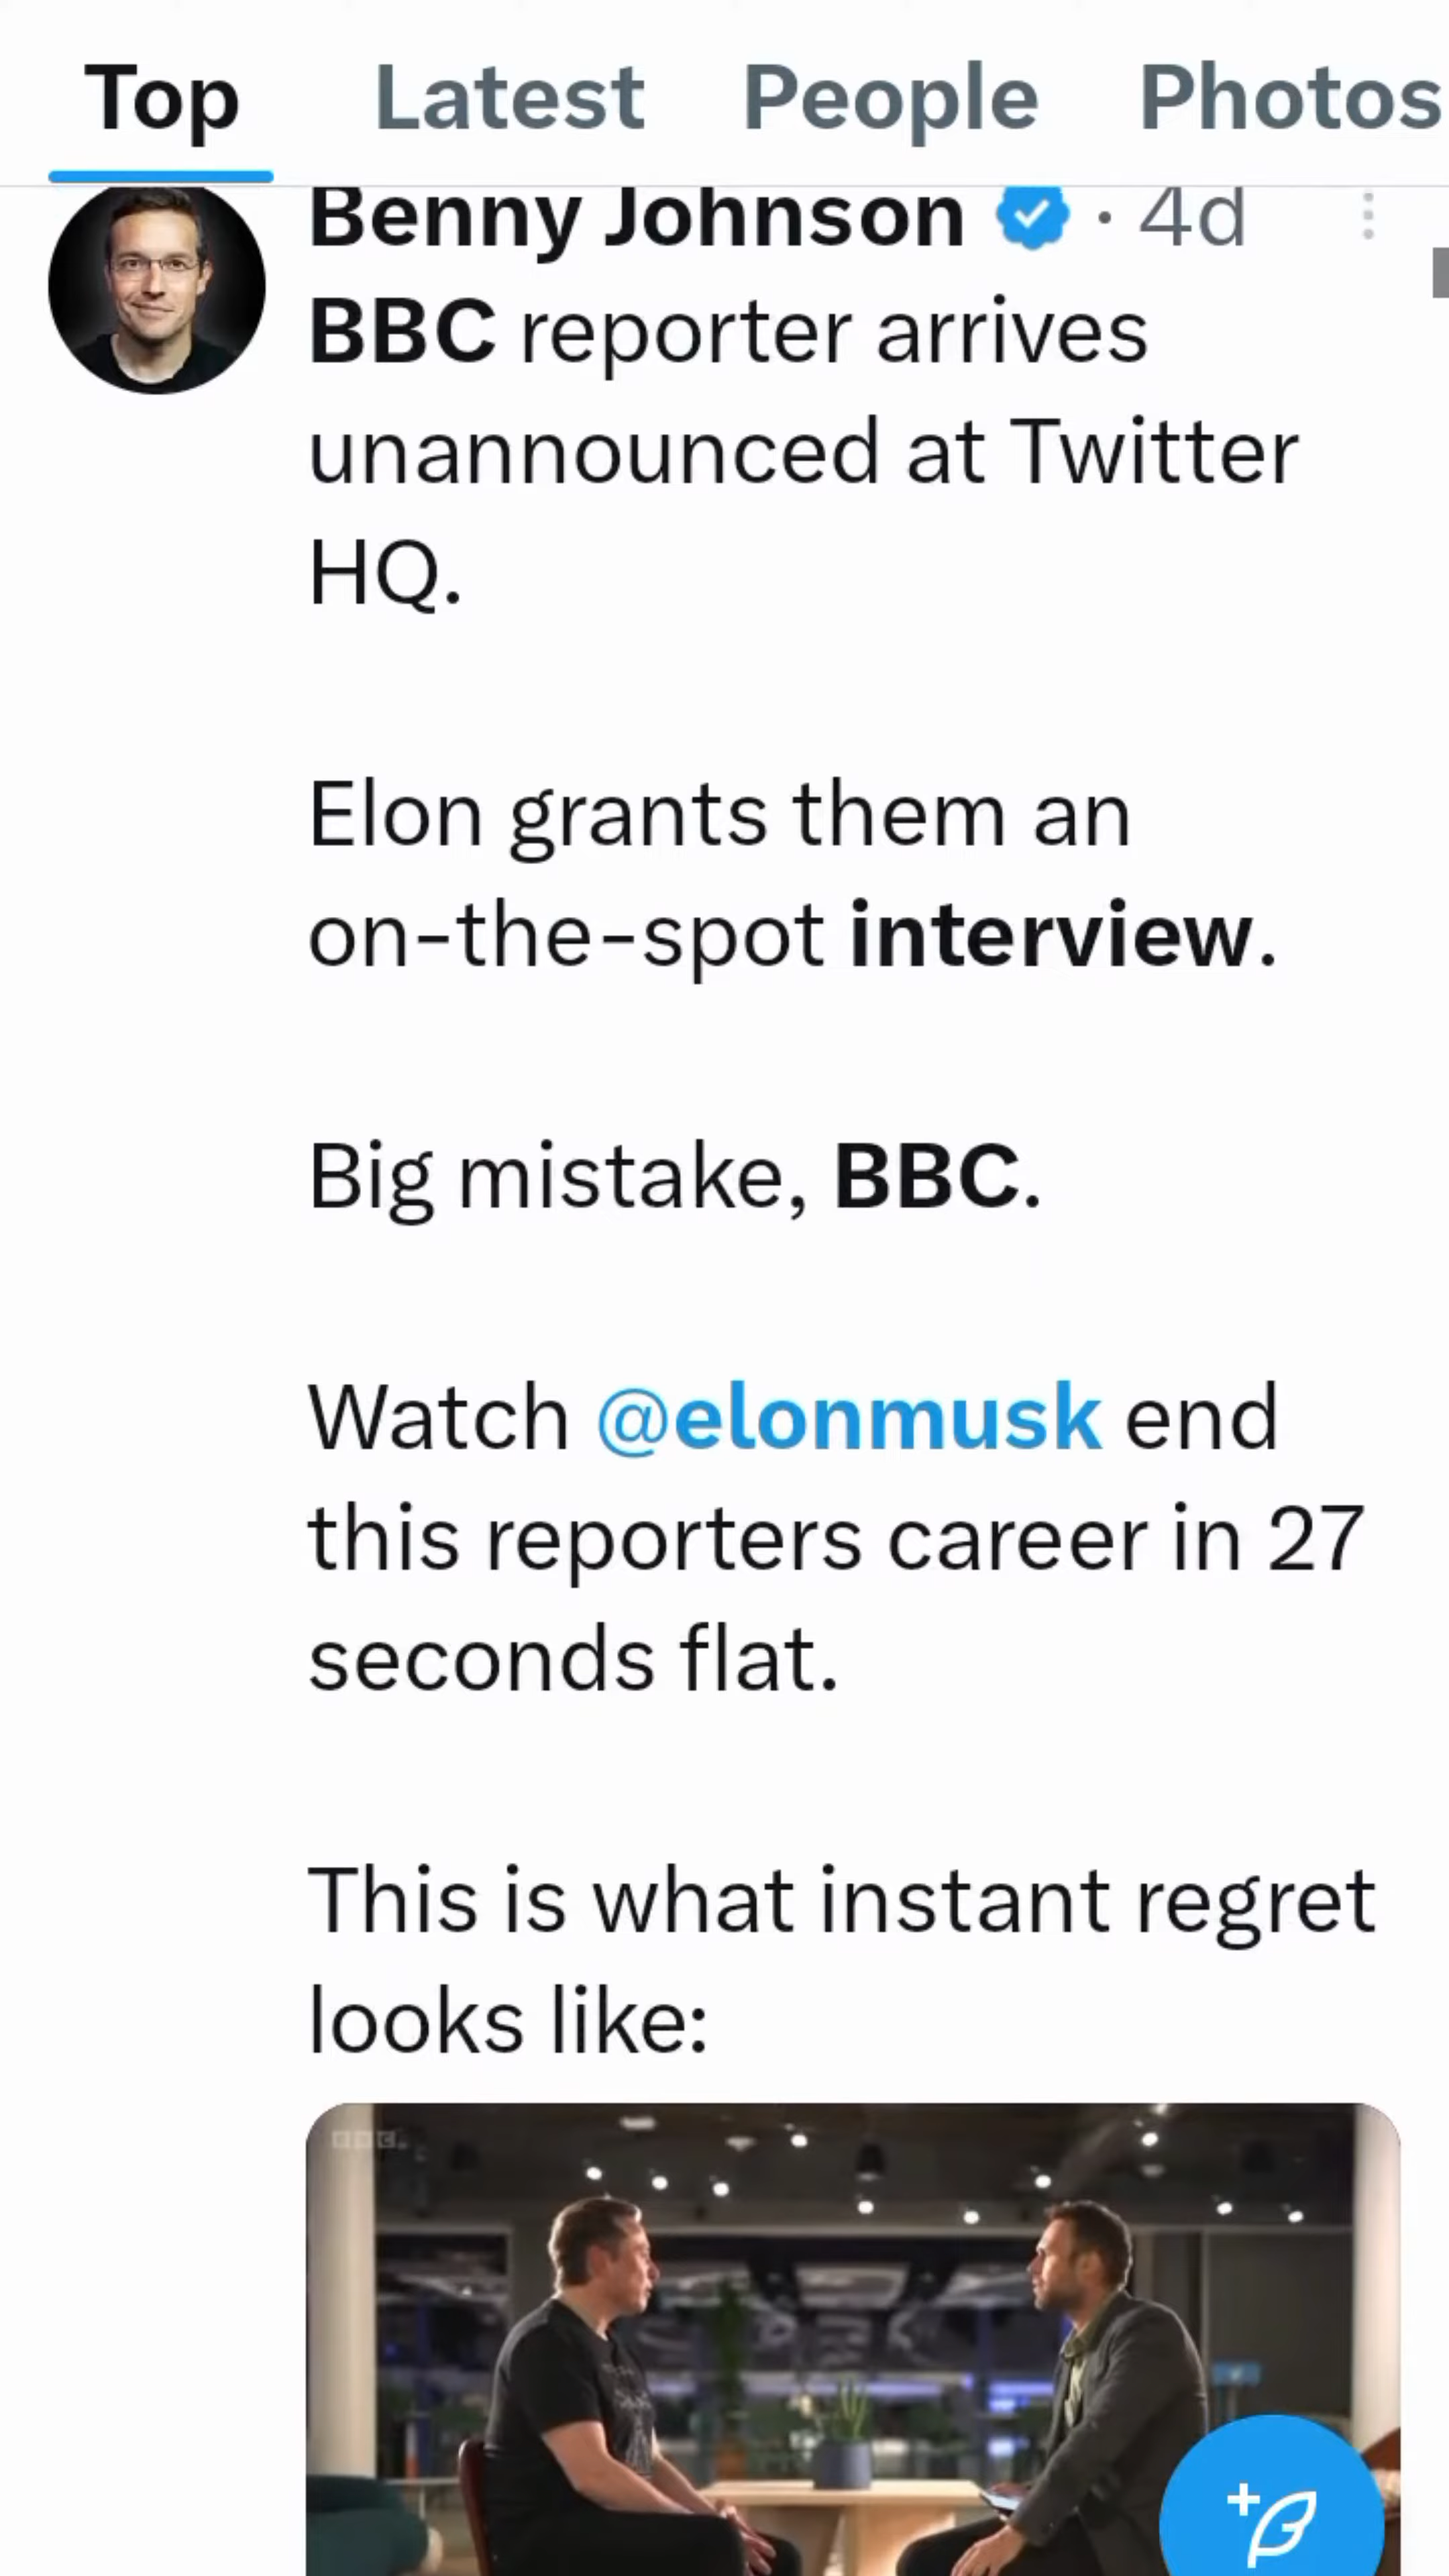 Top Latest People Photos
Benny Johnson · 4d
BBC reporter arrives
unannounced at Twitter
HQ.
Elon grants them an
on-the-spot interview.
Big mistake, BBC.
Watch @elonmusk end
this reporters career in 27
seconds flat.
This is what instant regret
looks like:
BBC